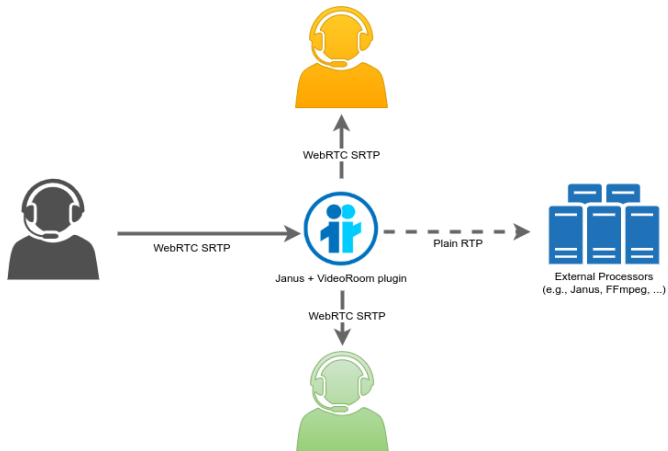 WebRTC SRTP
WebRTC SRTP
Plain RTP
Janus + VideoRoom plugin
External Processors
(e.g., Janus, FFmpeg, ...)
WebRTC SRTP